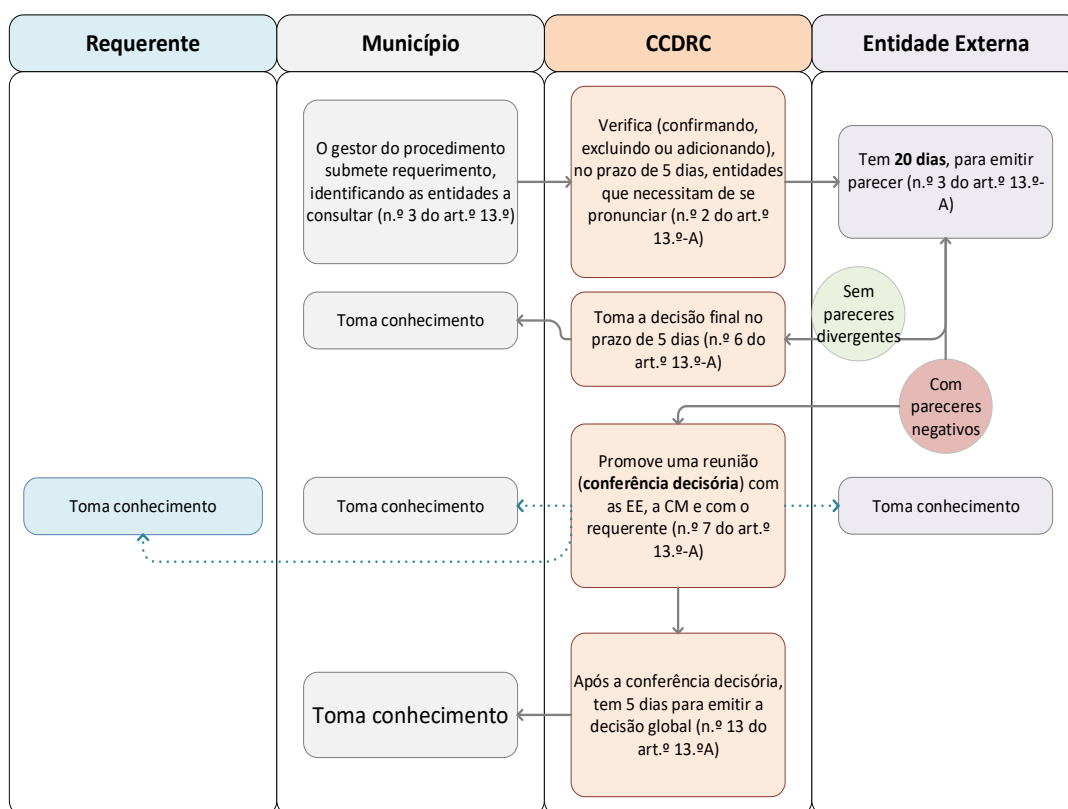 Requerente
Município
CCDRC
Entidade Externa
O gestor do procedimento
submete requerimento,
identificando as entidades a
consultar (n.º 3 do art.º 13.º)
Verifica (confirmando,
excluindo ou adicionando),
no prazo de 5 dias, entidades
que necessitam de se
pronunciar (n.º 2 do art.º
13.º-A)
Tem 20 dias, para emitir
parecer (n.º 3 do art.º 13.º-
A)
Sem
pareceres
divergentes
Toma conhecimento
Toma a decisão final no
prazo de 5 dias (n.º 6 do
art.º 13.º-A)
Com
pareceres
negativos
Toma conhecimento
Toma conhecimento
Promove uma reunião
(conferência decisória) com
as EE, a CM e com o
requerente (n.º 7 do art.º
13.º-A)
Toma conhecimento
Toma conhecimento
Após a conferência decisória,
tem 5 dias para emitir a
decisão global (n.º 13 do
art.º 13.ºA)